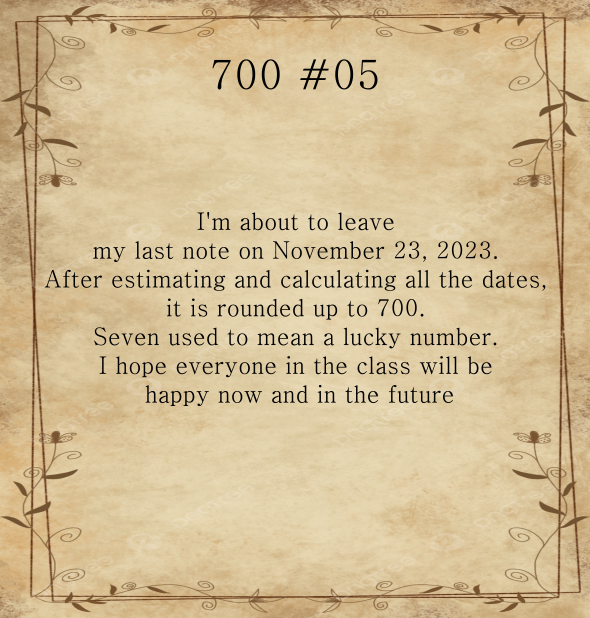 700 #05
I'm about to leave
my last note on November 23, 2023.
After estimating and calculating all the dates,
it is rounded up to 700.
Seven used to mean a lucky number.
I hope everyone in the class will be
happy now and in the future